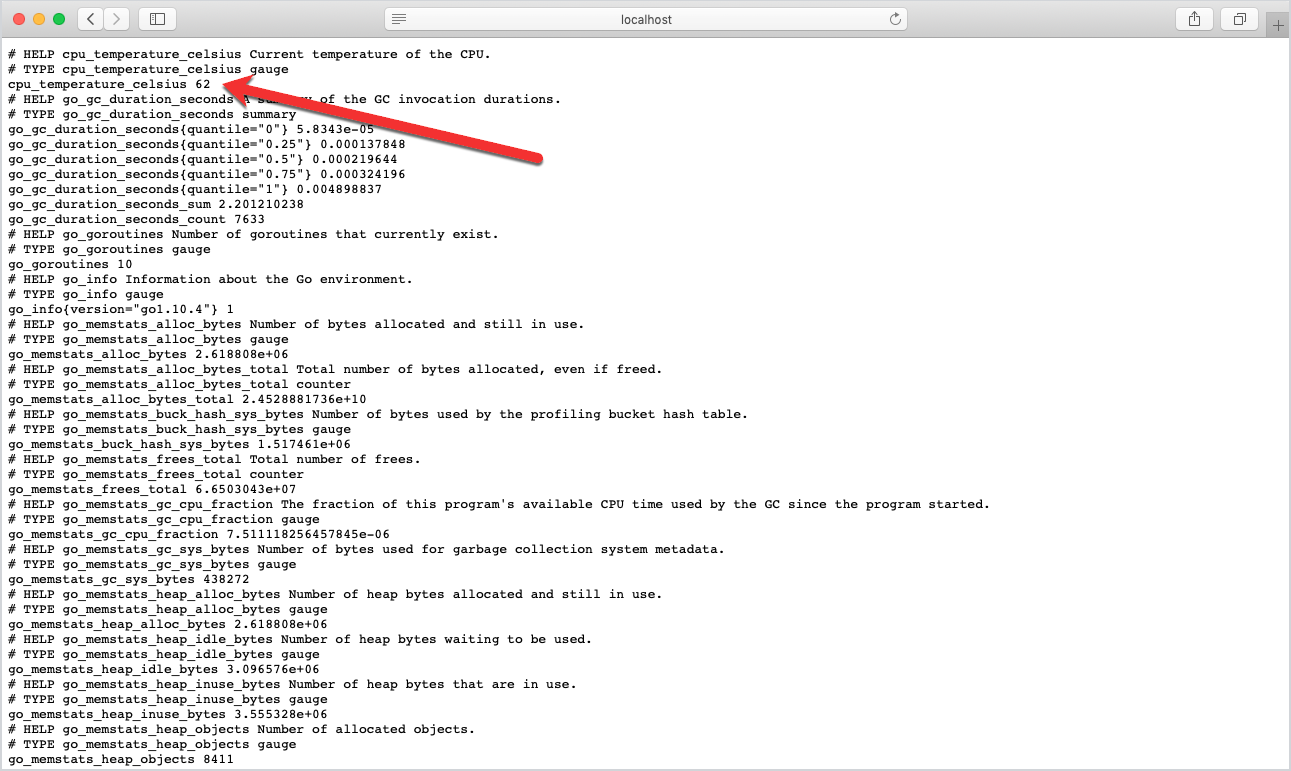 localhost
# HELP cpu_temperature_celsius Current temperature of the CPU.
# TYPE cpu_temperature_celsius gauge
cpu_temperature_celsius 62
# HELP go_gc_duration_seconds A summary of the GC invocation durations.
# TYPE go_gc_duration_seconds summary
go_gc_duration_seconds{quantile="0"} 5.8343e-05
go_gc_duration_seconds{quantile="0.25"} 0.000137848
go_gc_duration_seconds{quantile="0.5"} 0.000219644
go_gc_duration_seconds{quantile="0.75"} 0.000324196
go_gc_duration_seconds{quantile="1"} 0.004898837
go_gc_duration_seconds_sum 2.201210238
go_gc_duration_seconds_count 7633
# HELP go_goroutines Number of goroutines that currently exist.
# TYPE go_goroutines gauge
go_goroutines 10
# HELP go_info Information about the Go environment.
# TYPE go_info gauge
go_info{version="go1.10.4"} 1
# HELP go_memstats_alloc_bytes Number of bytes allocated and still in use.
# TYPE go_memstats_alloc_bytes gauge
go_memstats_alloc_bytes 2.618808e+06
# HELP go_memstats_alloc_bytes_total Total number of bytes allocated, even if freed.
# TYPE go_memstats_alloc_bytes_total counter
go_memstats_alloc_bytes_total 2.4528881736e+10
# HELP go_memstats_buck_hash_sys_bytes Number of bytes used by the profiling bucket hash table.
# TYPE go_memstats_buck_hash_sys_bytes gauge
go_memstats_buck_hash_sys_bytes 1.517461e+06
# HELP go_memstats_frees_total Total number of frees.
# TYPE go_memstats_frees_total counter
go_memstats_frees_total 6.6503043e+07
# HELP go_memstats_gc_cpu_fraction The fraction of this program's available CPU time used by the GC since the program started.
# TYPE go_memstats_gc_cpu_fraction gauge
go_memstats_gc_cpu_fraction 7.511118256457845e-06
# HELP go_memstats_gc_sys_bytes Number of bytes used for garbage collection system metadata.
# TYPE go_memstats_gc_sys_bytes gauge
go_memstats_gc_sys_bytes 438272
# HELP go_memstats_heap_alloc_bytes Number of heap bytes allocated and still in use.
# TYPE go_memstats_heap_alloc_bytes gauge
go_memstats_heap_alloc_bytes 2.618808e+06
# HELP go_memstats_heap_idle_bytes Number of heap bytes waiting to be used.
# TYPE go_memstats_heap_idle_bytes gauge
go_memstats_heap_idle_bytes 3.096576e+06
# HELP go_memstats_heap_inuse_bytes Number of heap bytes that are in use.
# TYPE go_memstats_heap_inuse_bytes gauge
go_memstats_heap_inuse_bytes 3.555328e+06
# HELP go_memstats_heap_objects Number of allocated objects.
# TYPE go_memstats_heap_objects gauge
go_memstats_heap_objects 8411